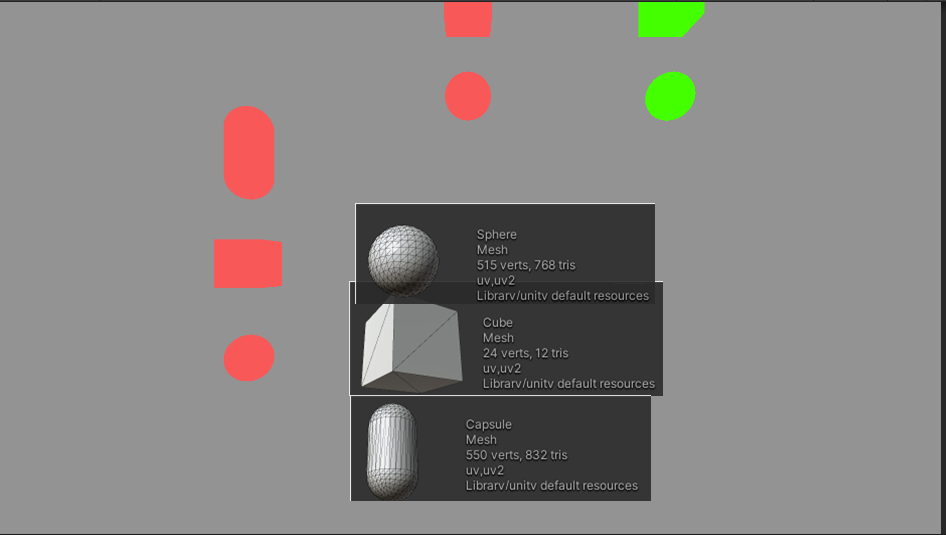 Sphere
Mesh
515 verts, 768 tris
uv,uv2
Library/unity default resources
Cube
Mesh
24 verts, 12 tris
uv,uv2
Library/unity default resources
Capsule
Mesh
550 verts, 832 tris
uv,uv2
Library/unity default resources